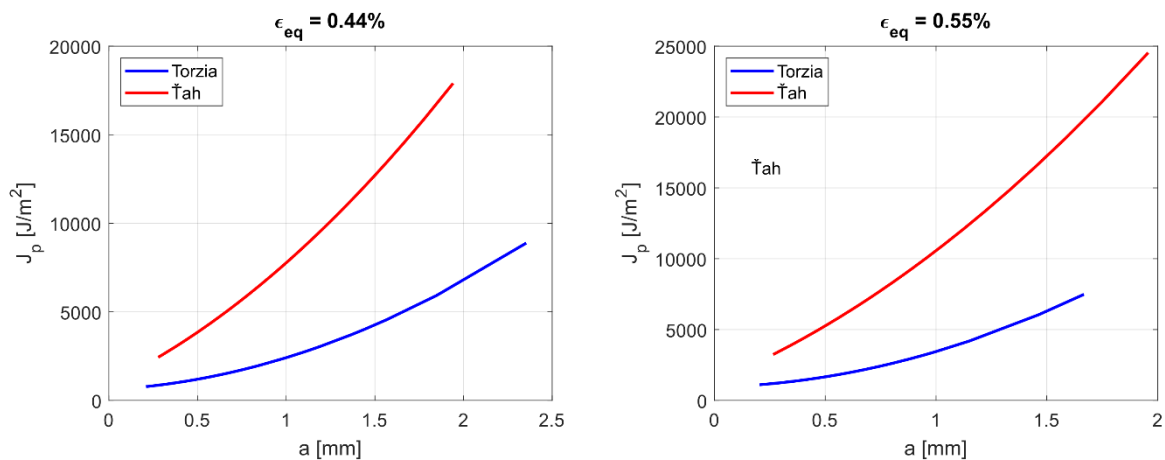 ϵeq = 0.44%
20000
15000
10000
5000
0
Jp [J/m2]
Torzia
Ťah
0 0.5 1 1.5 2 2.5
a [mm]
ϵeq = 0.55%
25000
20000
15000
10000
5000
0
Jp [J/m2]
Torzia
Ťah
Ťah
0 0.5 1 1.5 2
a [mm]